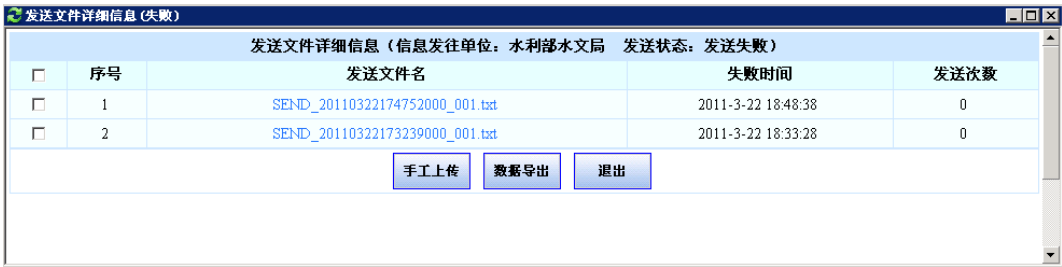 发送文件详细信息(失败)
发送文件详细信息（信息发往单位：水利部水文局 发送状态：发送失败）
序号 发送文件名 失败时间 发送次数
1 SEND_20110322174752000_001.txt 2011-3-22 18:48:38 0
2 SEND_20110322173239000_001.txt 2011-3-22 18:33:28 0
手工上传 数据导出 退出